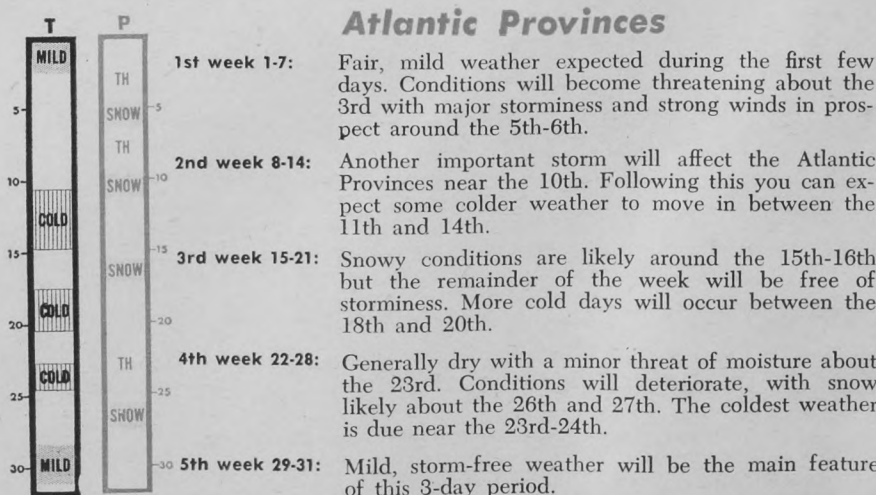 Atlantic Provinces
T
P
MILD
TH
SNOW
TH
SNOW
COLD
SNOW
COLD
TH
COLD
SNOW
MILD
5
10
15
20
25
30
5
10
15
20
25
30
1st week 1-7: Fair, mild weather expected during the first few
days. Conditions will become threatening about the
3rd with major storminess and strong winds in pros-
pect around the 5th-6th.
2nd week 8-14: Another important storm will affect the Atlantic
Provinces near the 10th. Following this you can ex-
pect some colder weather to move in between the
11th and 14th.
3rd week 15-21: Snowy conditions are likely around the 15th-16th
but the remainder of the week will be free of
storminess. More cold days will occur between the
18th and 20th.
4th week 22-28: Generally dry with a minor threat of moisture about
the 23rd. Conditions will deteriorate, with snow
likely about the 26th and 27th. The coldest weather
is due near the 23rd-24th.
5th week 29-31: Mild, storm-free weather will be the main feature
of this 3-day period.